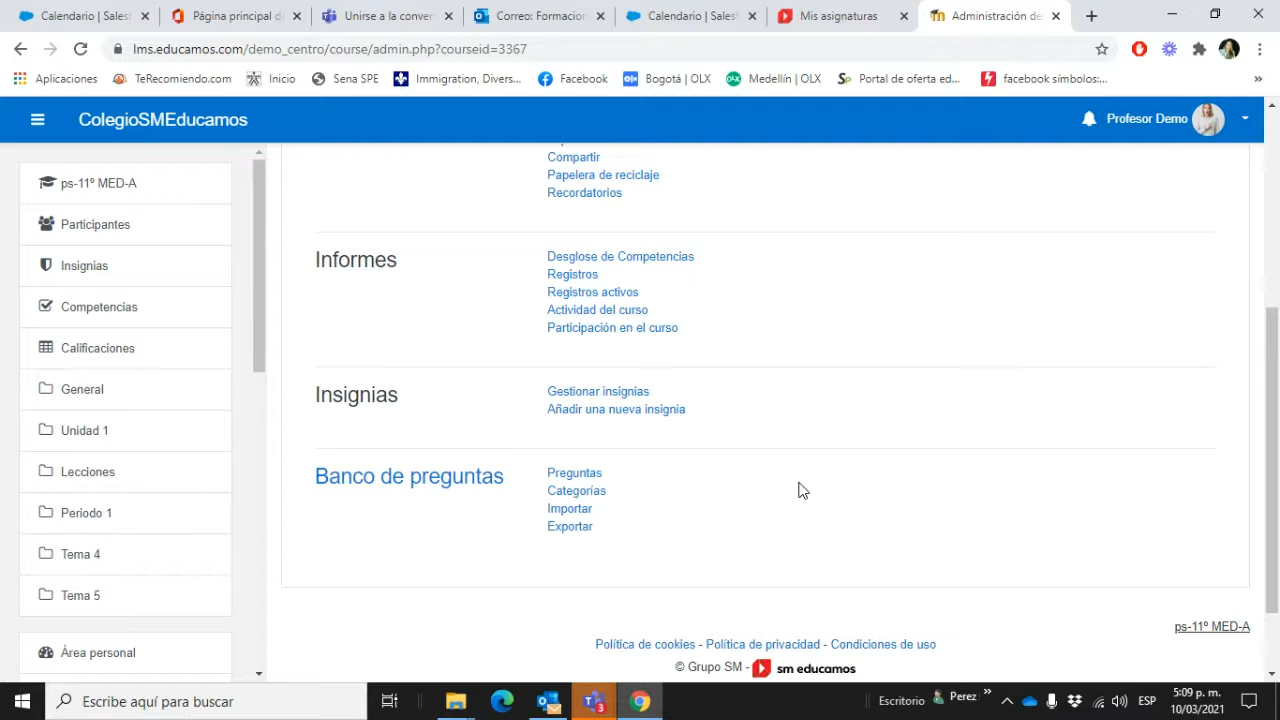 Calendario | Salest
Página principal d
Unirse a la conver
Correo: Formacion
Calendario | Salest
Mis asignaturas
Administración de
lms.educamos.com/demo_centro/course/admin.php?courseid=3367
Aplicaciones
TeRecomiendo.com
Inicio
Sena SPE
Immigration, Divers...
Facebook
Bogotá | OLX
Medellín | OLX
Portal de oferta ed...
facebook símbolos:...
»
ColegioSMEducamos
Profesor Demo
ps-11º MED-A
Participantes
Insignias
Competencias
Calificaciones
General
Unidad 1
Lecciones
Periodo 1
Tema 4
Tema 5
Área personal
Compartir
Papelera de reciclaje
Recordatorios
Informes
Desglose de Competencias
Registros
Registros activos
Actividad del curso
Participación en el curso
Insignias
Gestionar insignias
Añadir una nueva insignia
Banco de preguntas
Preguntas
Categorías
Importar
Exportar
ps-11º MED-A
Política de cookies - Política de privacidad - Condiciones de uso
© Grupo SM - sm educamos
Escribe aquí para buscar
3
Escritorio
Perez
»
ESP
5:09 p. m.
10/03/2021